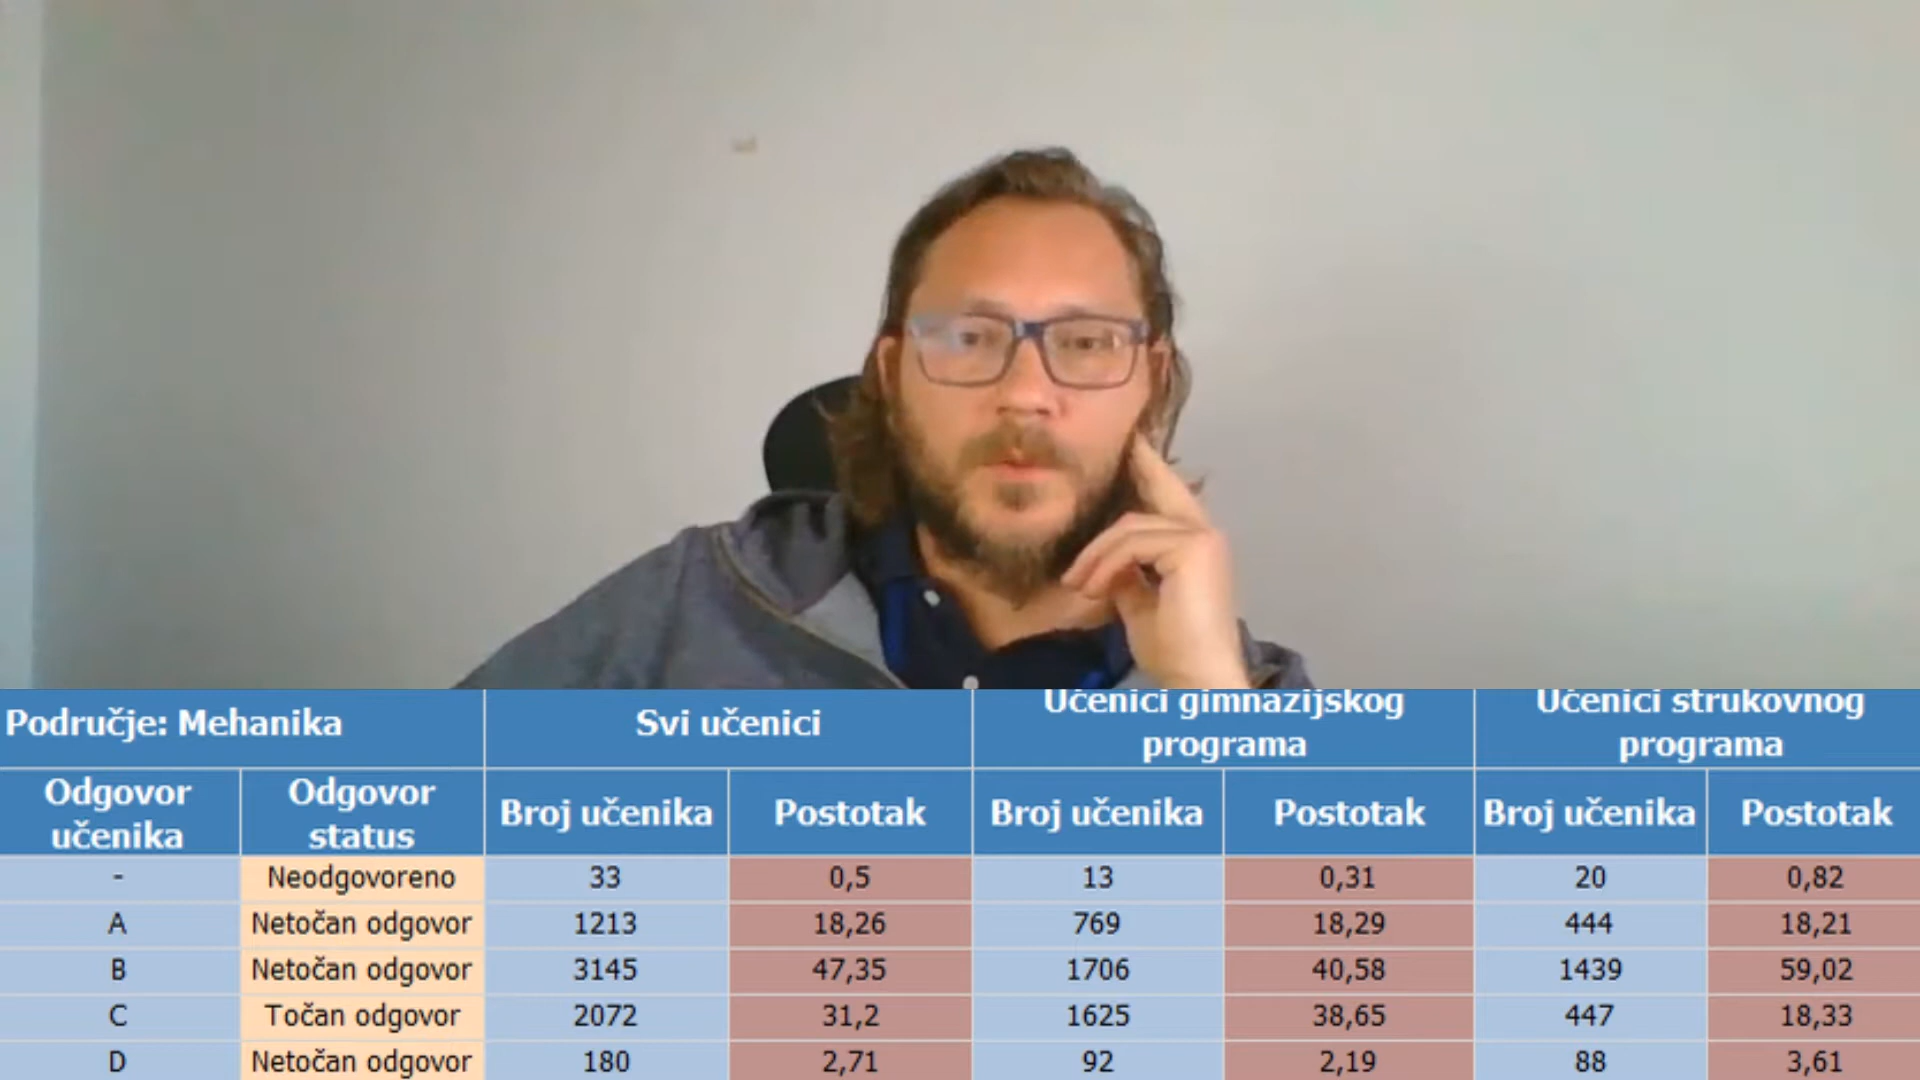 Područje: Mehanika
Svi učenici
Učenici gimnazijskog
programa
Učenici strukovnog
programa
Odgovor
učenika
Odgovor
status
Broj učenika
Postotak
Broj učenika
Postotak
Broj učenika
Postotak
- Neodgovoreno 33 0,5 13 0,31 20 0,82
A Netočan odgovor 1213 18,26 769 18,29 444 18,21
B Netočan odgovor 3145 47,35 1706 40,58 1439 59,02
C Točan odgovor 2072 31,2 1625 38,65 447 18,33
D Netočan odgovor 180 2,71 92 2,19 88 3,61